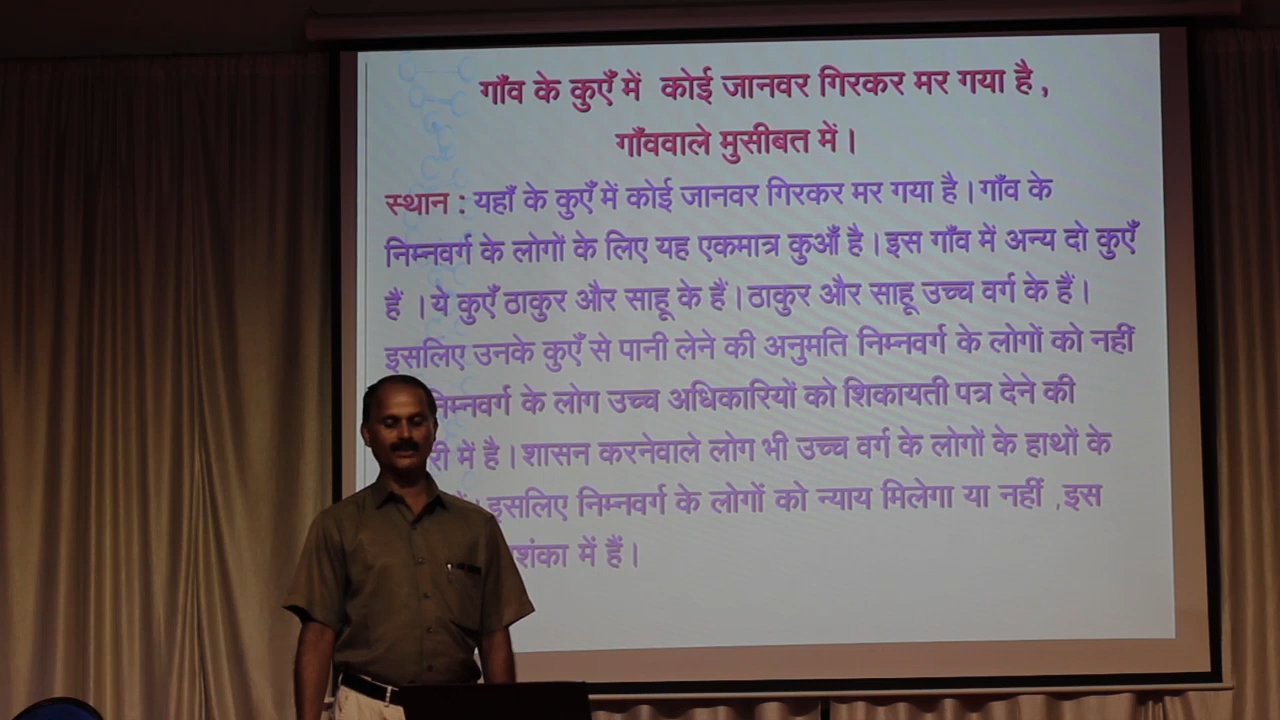 गाँव के कुएँ में कोई जानवर गिरकर मर गया है ,
गाँववाले मुसीबत में।
स्थान : यहाँ के कुएँ में कोई जानवर गिरकर मर गया है।गाँव के
निम्नवर्ग के लोगों के लिए यह एकमात्र कुआँ है।इस गाँव में अन्य दो कुएँ
हैं ।ये कुएँ ठाकुर और साहू के हैं।ठाकुर और साहू उच्च वर्ग के हैं।
इसलिए उनके कुएँ से पानी लेने की अनुमति निम्नवर्ग के लोगों को नहीं
निम्नवर्ग के लोग उच्च अधिकारियों को शिकायती पत्र देने की
में है।शासन करनेवाले लोग भी उच्च वर्ग के लोगों के हाथों के
इसलिए निम्नवर्ग के लोगों को न्याय मिलेगा या नहीं ,इस
में हैं।